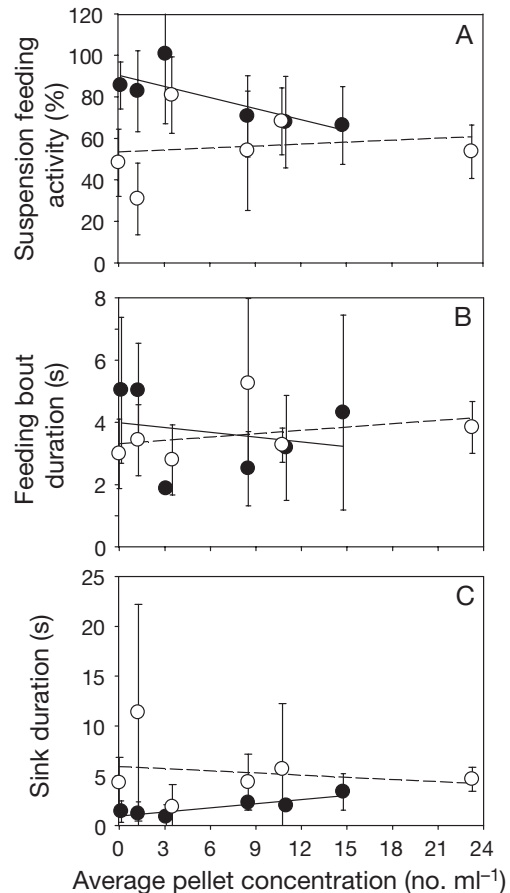 A
120
100
80
60
40
20
0
Suspension feeding
activity (%)
B
8
6
4
2
0
Feeding bout
duration (s)
C
25
20
15
10
5
0
Sink duration (s)
0 3 6 9 12 15 18 21 24
Average pellet concentration (no. ml⁻¹)